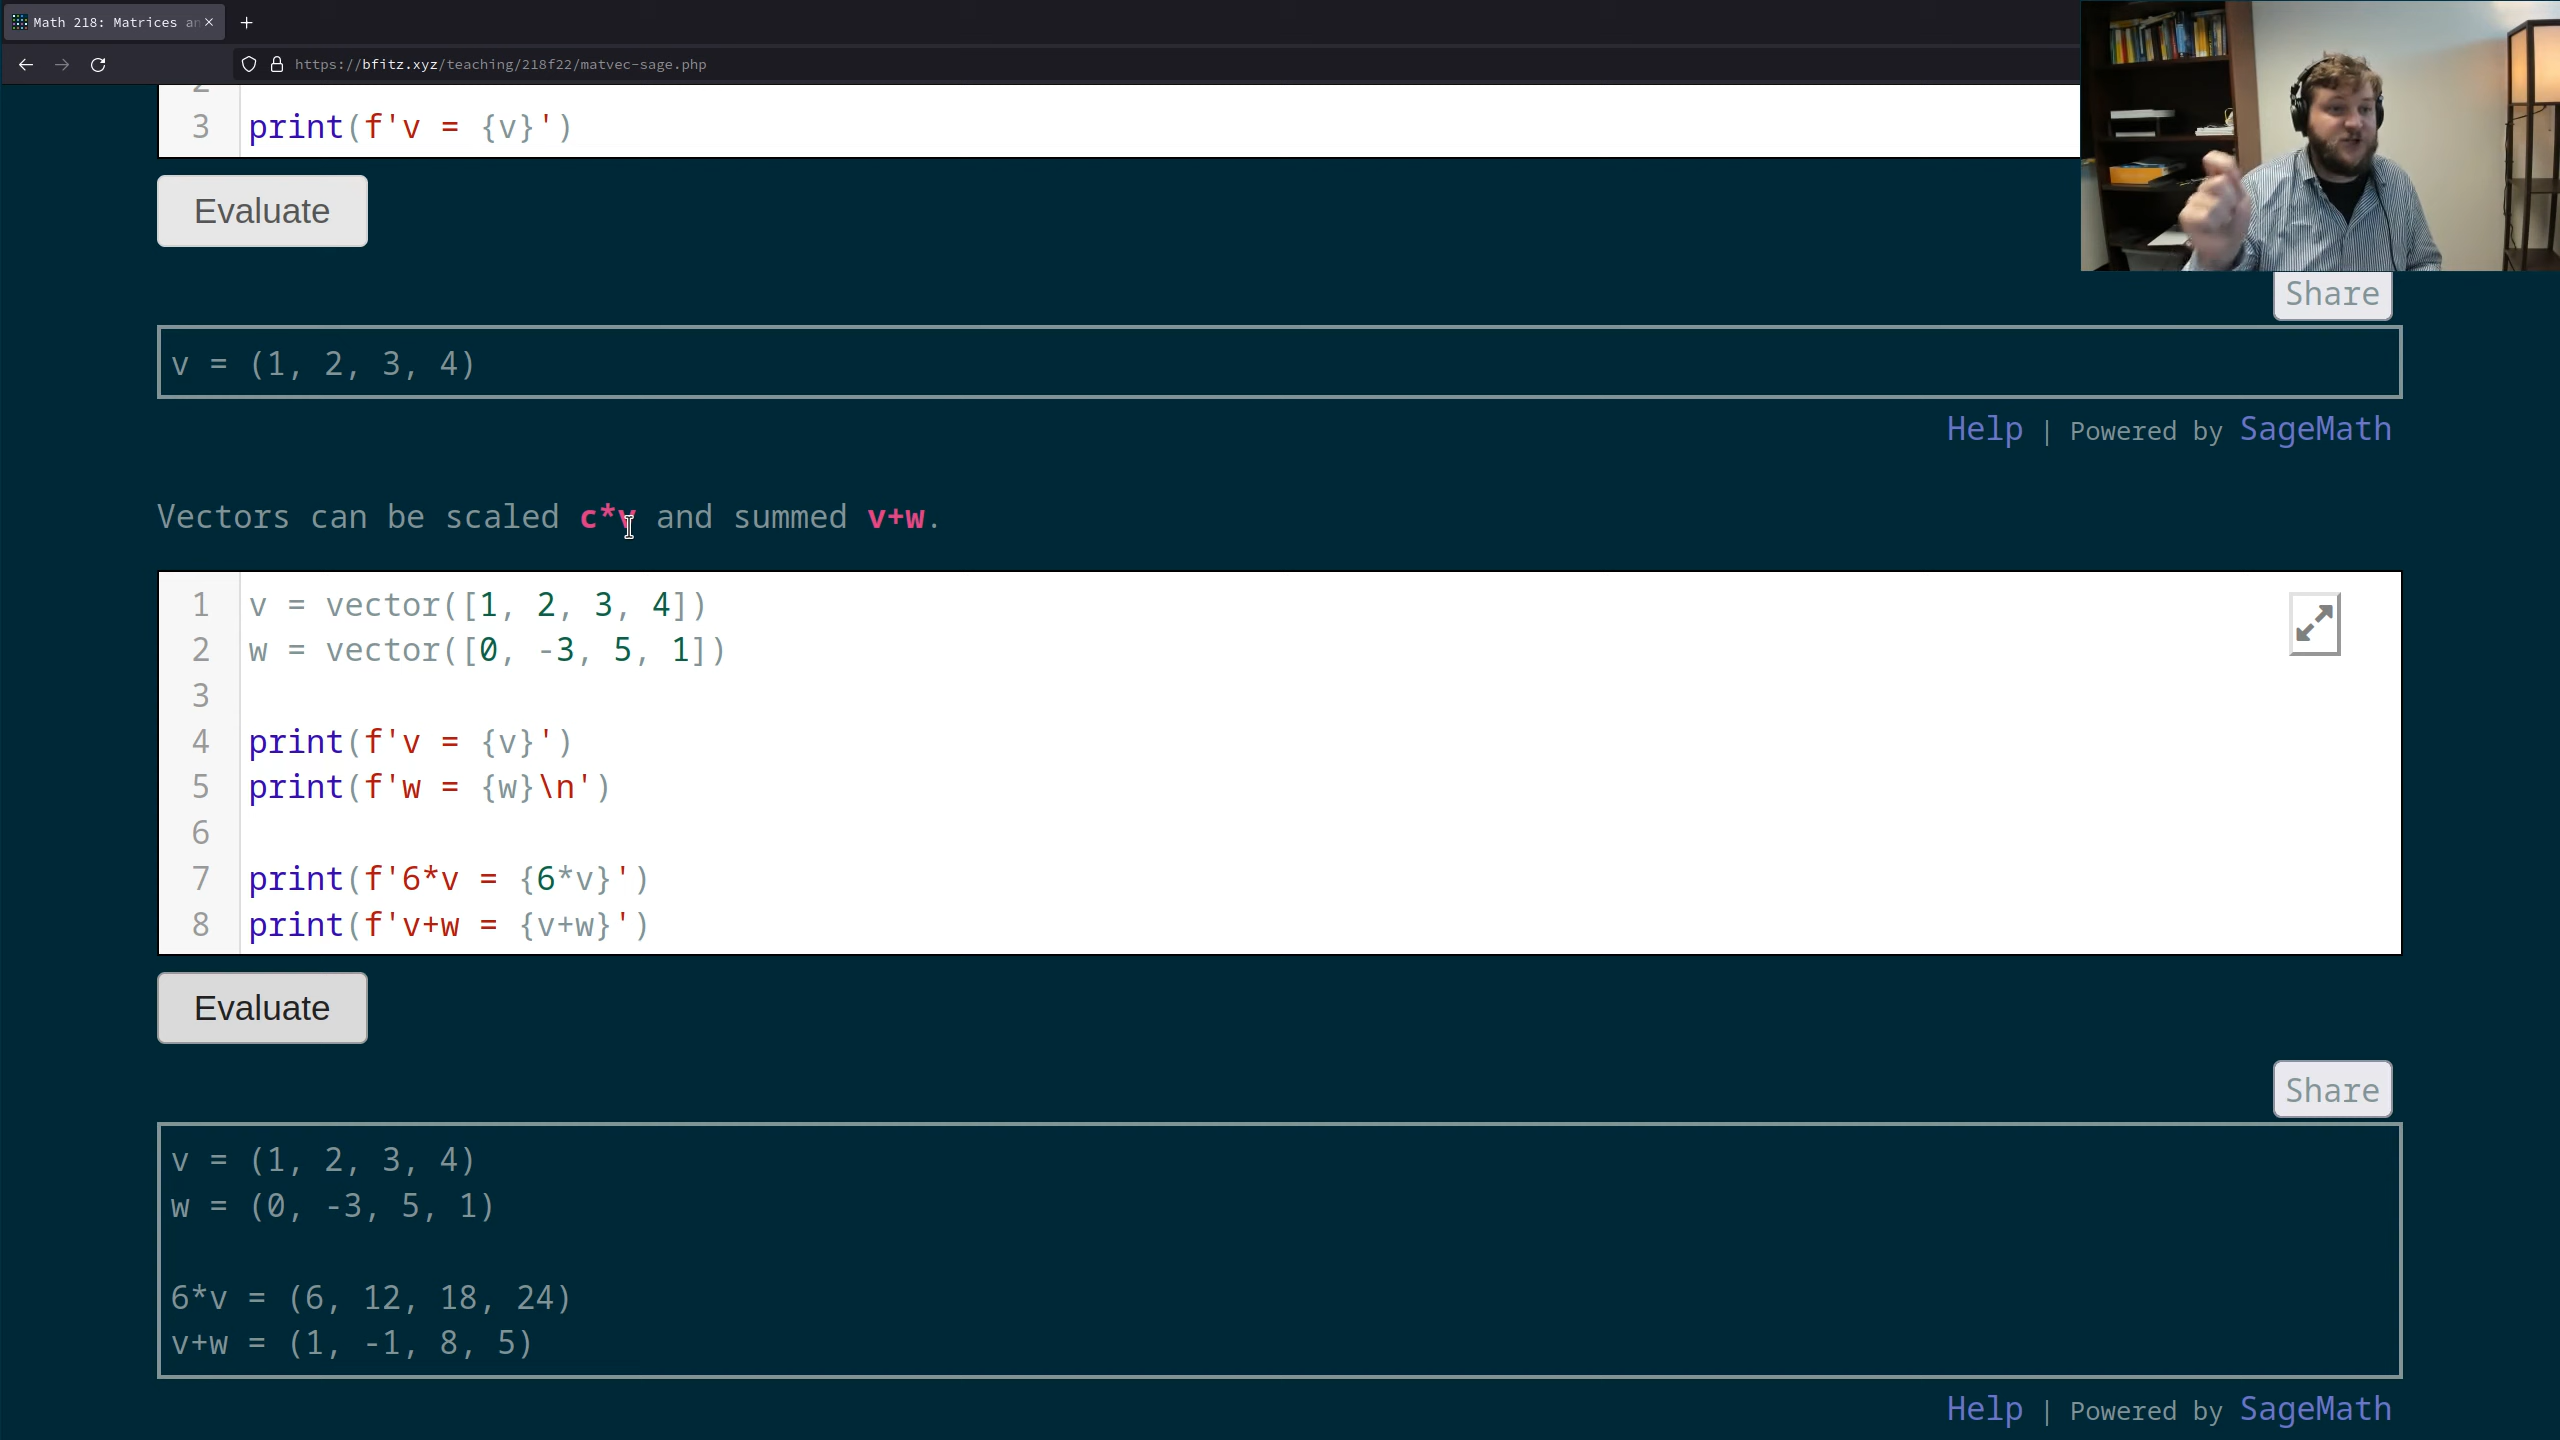 Math 218: Matrices an
https://bfitz.xyz/teaching/218f22/matvec-sage.php
2
3 print(f'v = {v}')
Evaluate
Share
v = (1, 2, 3, 4)
Help | Powered by SageMath
Vectors can be scaled c*v and summed v+w.
1 v = vector([1, 2, 3, 4])
2 w = vector([0, -3, 5, 1])
3
4 print(f'v = {v}')
5 print(f'w = {w}\n')
6
7 print(f'6*v = {6*v}')
8 print(f'v+w = {v+w}')
Evaluate
Share
v = (1, 2, 3, 4)
w = (0, -3, 5, 1)
6*v = (6, 12, 18, 24)
v+w = (1, -1, 8, 5)
Help | Powered by SageMath